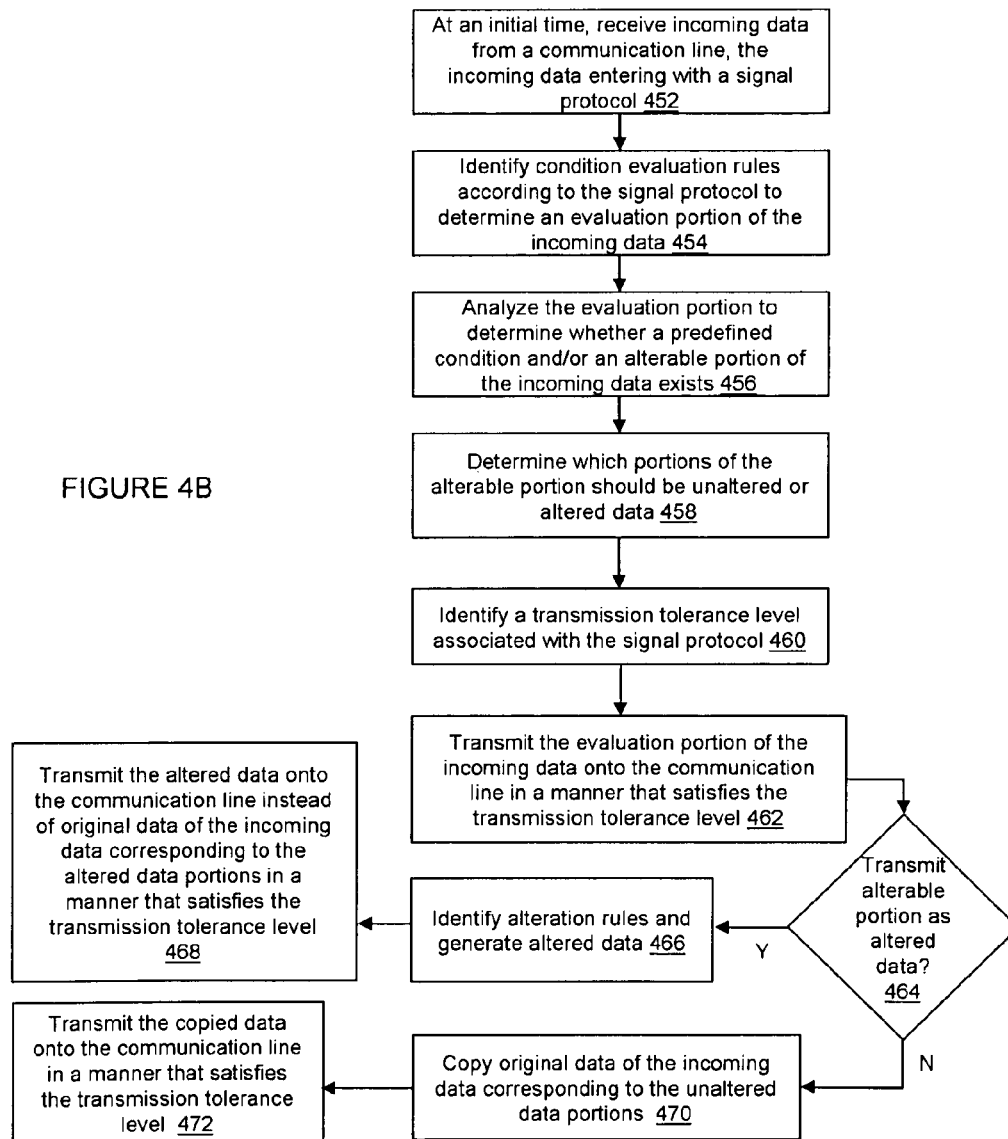 At an initial time, receive incoming data
from a communication line, the
incoming data entering with a signal
protocol 452
Identify condition evaluation rules
according to the signal protocol to
determine an evaluation portion of the
incoming data 454
Analyze the evaluation portion to
determine whether a predefined
condition and/or an alterable portion of
the incoming data exists 456
FIGURE 4B
Determine which portions of the
alterable portion should be unaltered or
altered data 458
Identify a transmission tolerance level
associated with the signal protocol 460
Transmit the evaluation portion of the
incoming data onto the communication
line in a manner that satisfies the
transmission tolerance level 462
Transmit
alterable
portion as
altered
data?
464
Y
Identify alteration rules and
generate altered data 466
Transmit the altered data onto
the communication line instead
of original data of the incoming
data corresponding to the
altered data portions in a
manner that satisfies the
transmission tolerance level
468
N
Copy original data of the incoming
data corresponding to the unaltered
data portions 470
Transmit the copied data
onto the communication line
in a manner that satisfies
the transmission tolerance
level 472